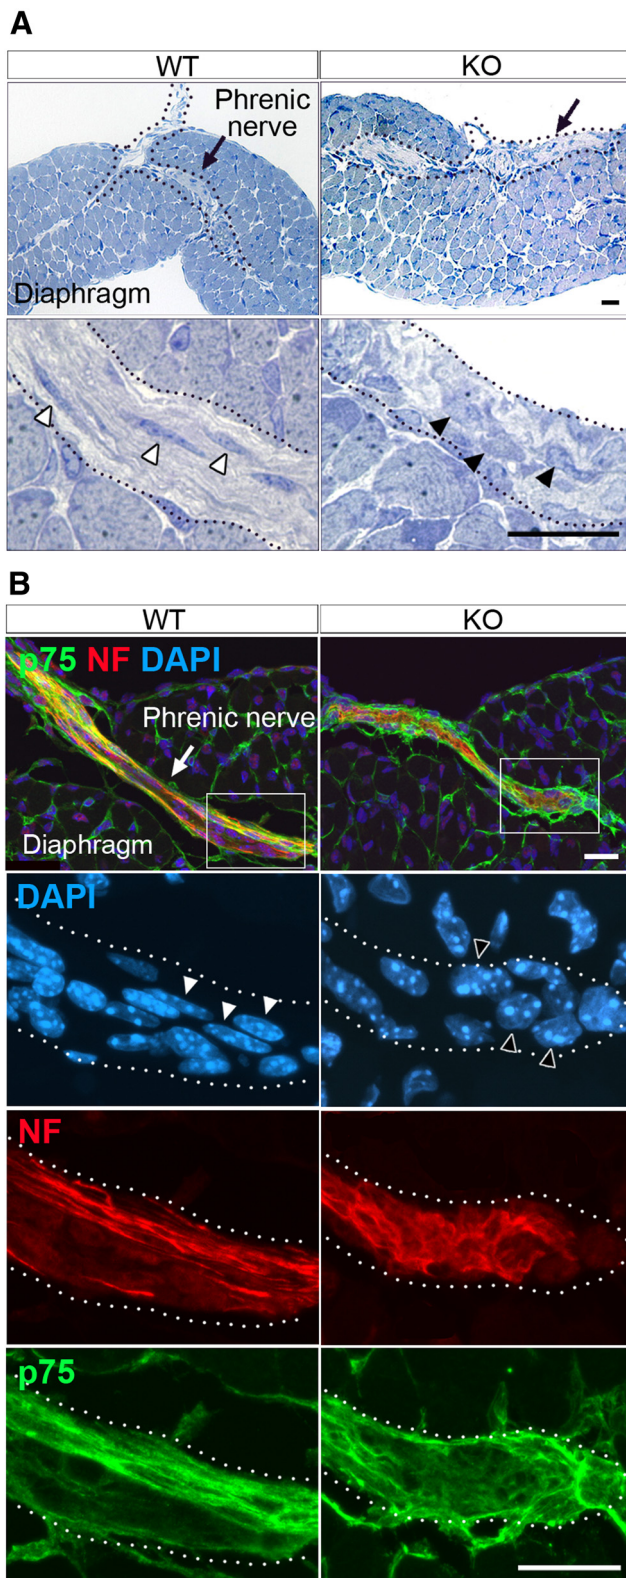 A
WT
KO
Phrenic
nerve
Diaphragm
B
WT
KO
p75 NF DAPI
Phrenic nerve
Diaphragm
DAPI
NF
p75